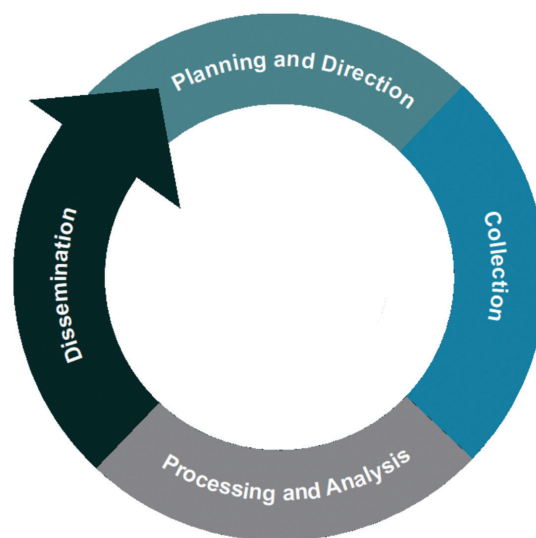 Planning and Direction
Collection
Processing and Analysis
Dissemination